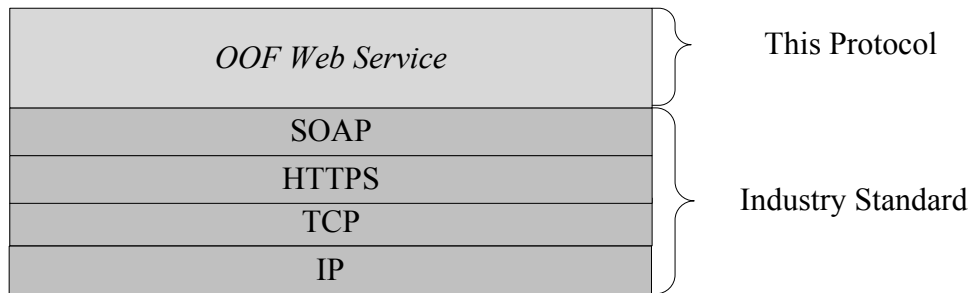 OOF Web Service
This Protocol
SOAP
HTTPS
TCP
IP
Industry Standard